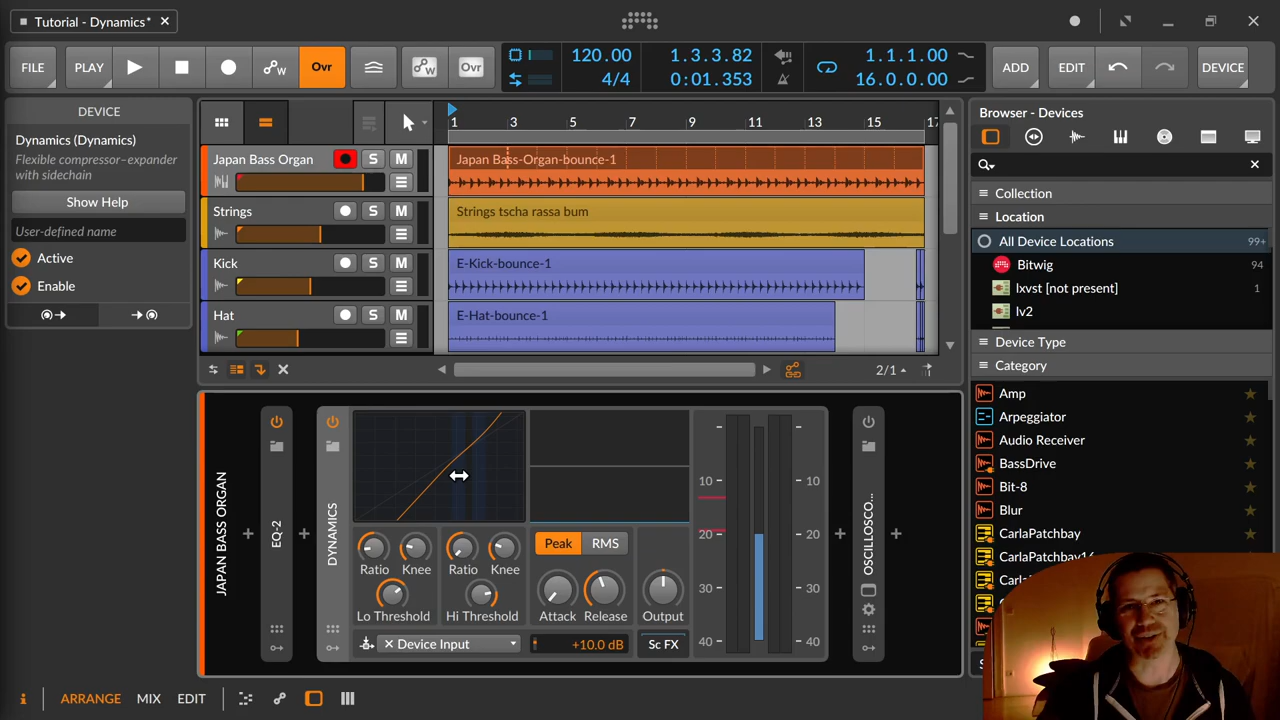 Tutorial - Dynamics*
FILE
PLAY
Ovr
Ovr
120.00
4/4
1.3.3.82
0:01.353
1.1.1.00
16.0.0.00
ADD
EDIT
DEVICE
DEVICE
Dynamics (Dynamics)
Flexible compressor-expander
with sidechain
Show Help
User-defined name
Active
Enable
1
3
5
7
9
11
13
15
17
Japan Bass Organ
S
M
Japan Bass-Organ-bounce-1
Strings
S
M
Strings tscha rassa bum
Kick
S
M
E-Kick-bounce-1
Hat
S
M
E-Hat-bounce-1
2/1
Browser - Devices
Collection
Location
All Device Locations
99+
Bitwig
94
lxvst [not present]
1
lv2
Device Type
Category
Amp
Arpeggiator
Audio Receiver
BassDrive
Bit-8
Blur
CarlaPatchbay
CarlaPatchbay16
JAPAN BASS ORGAN
EQ-2
DYNAMICS
Ratio
Knee
Lo Threshold
Ratio
Knee
Hi Threshold
Peak
RMS
Attack
Release
Output
Device Input
+10.0 dB
Sc FX
10
20
30
40
10
20
30
40
OSCILLOSCO...
ARRANGE
MIX
EDIT